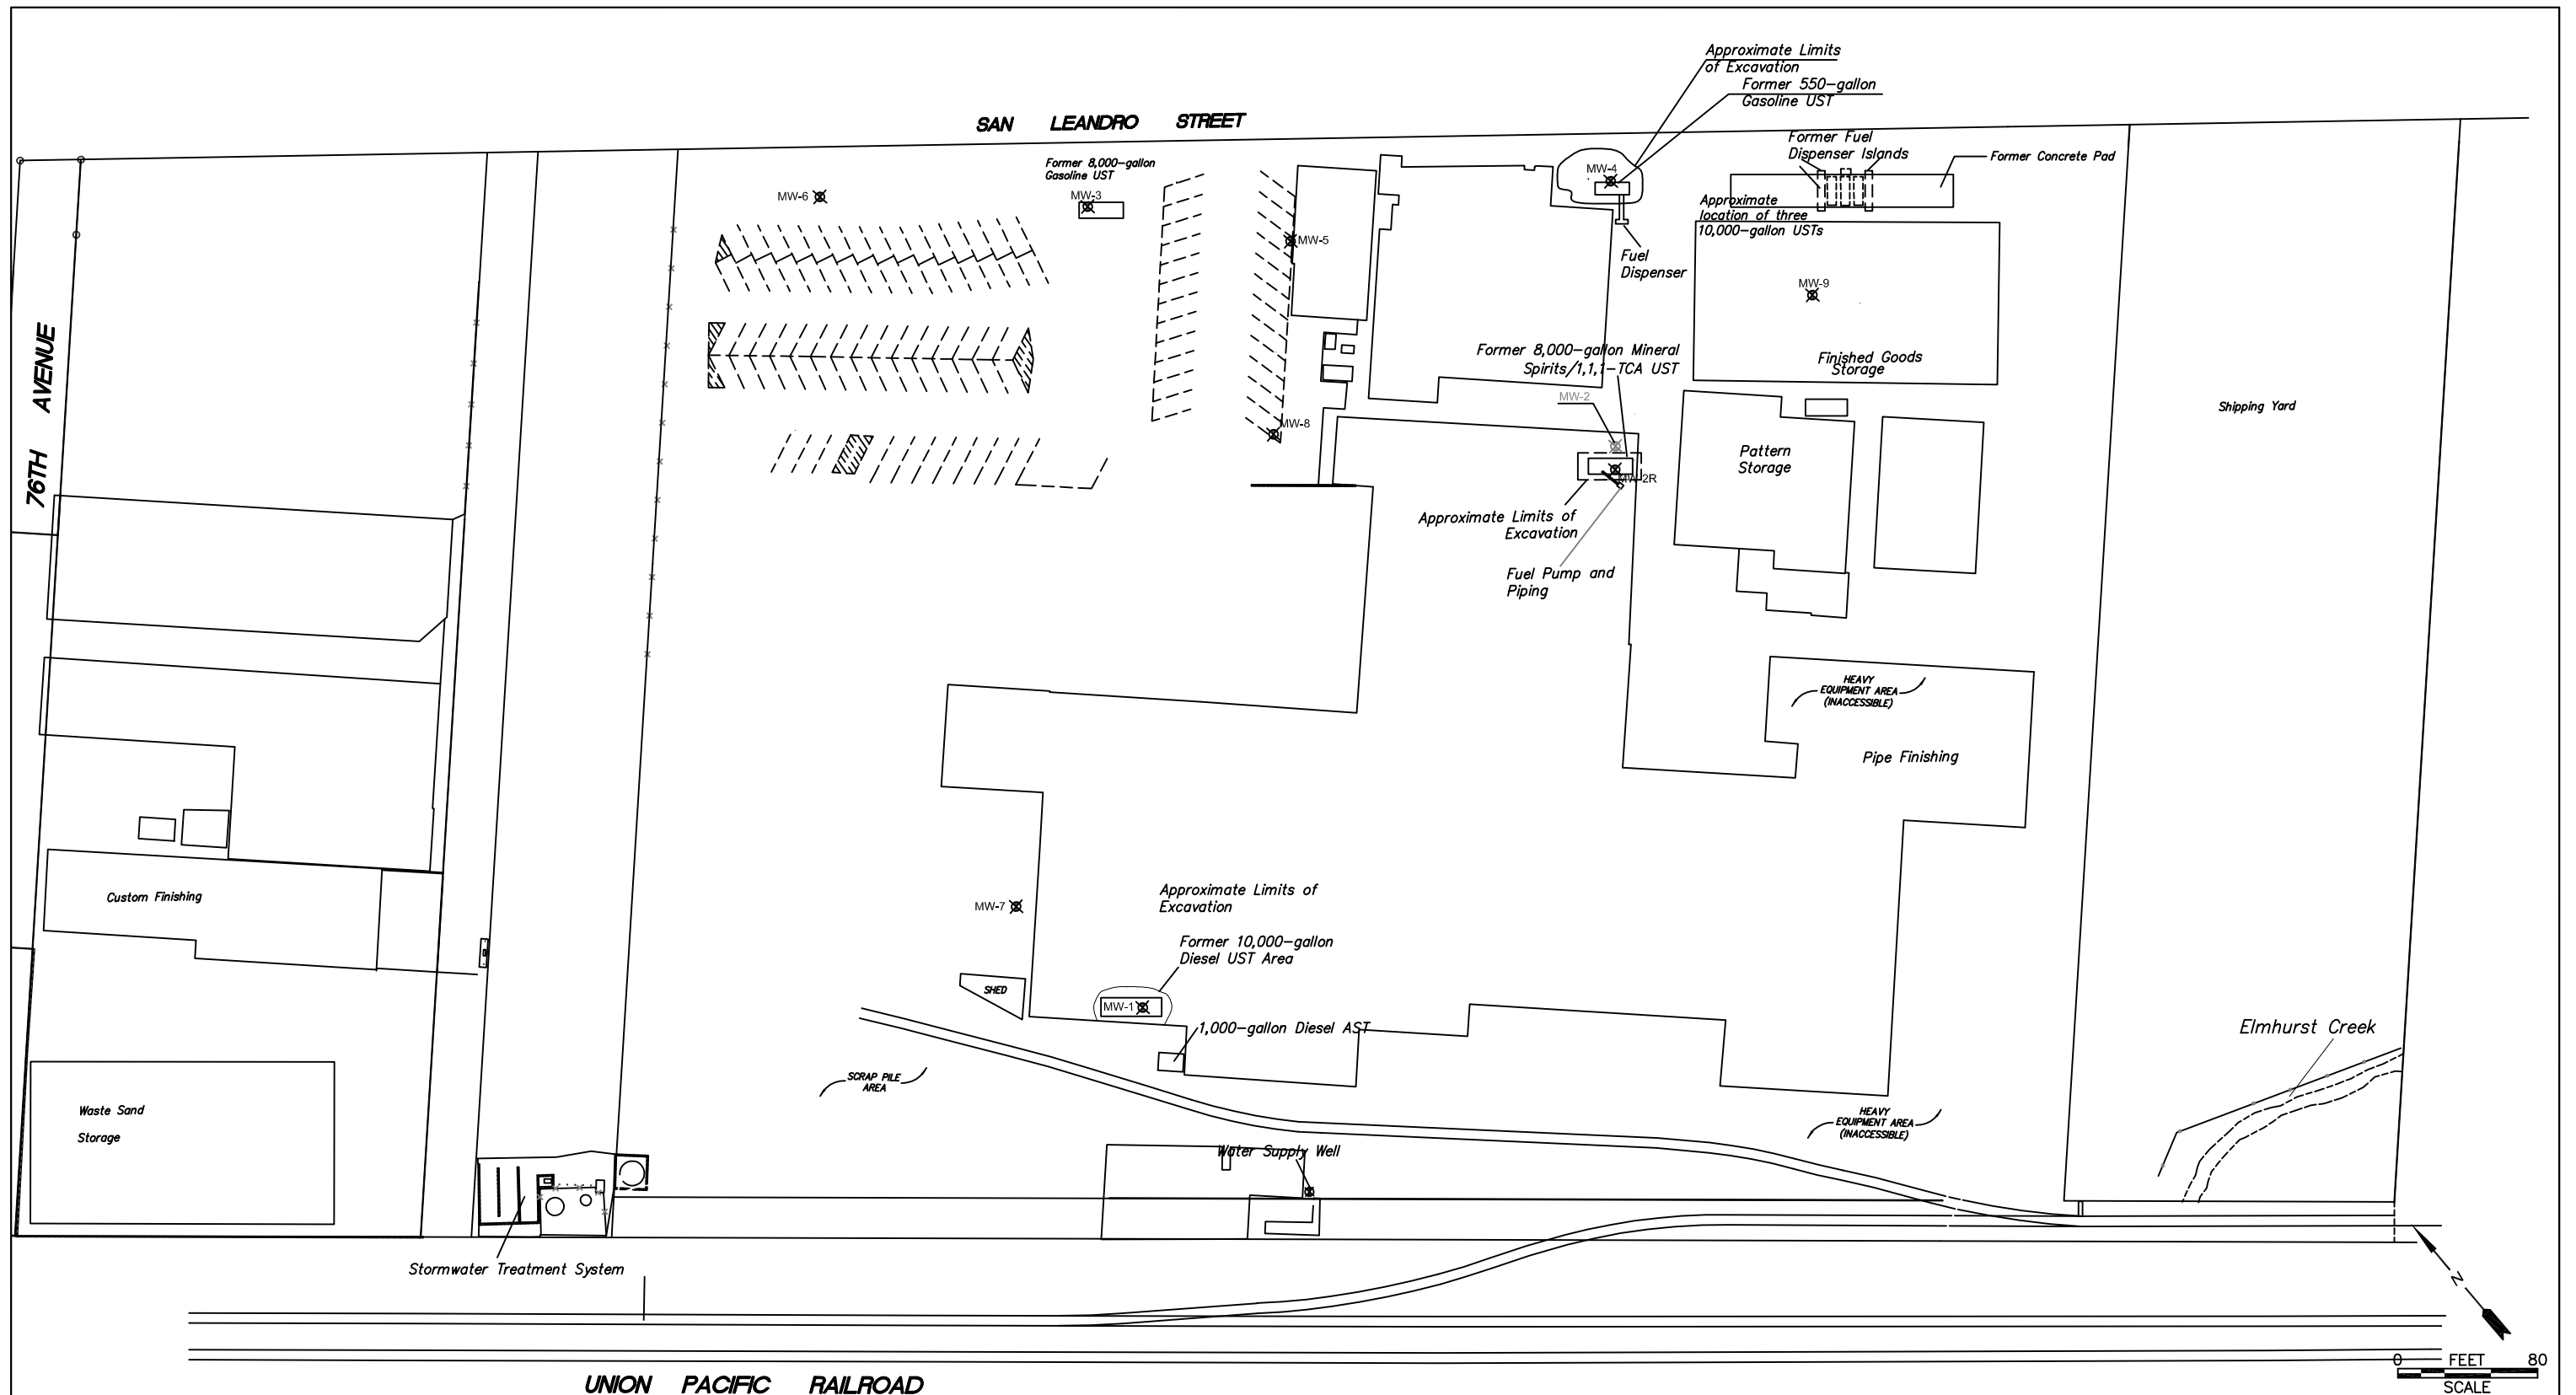 Approximate Limits
of Excavation
Former 550-gallon
Gasoline UST
SAN LEANDRO STREET
Former Fuel
Dispenser Islands
Former Concrete Pad
Former 8,000-gallon
Gasoline UST
MW-4
MW-6
MW-3
Approximate
location of three
10,000-gallon USTs
MW-5
Fuel
Dispenser
MW-9
76TH AVENUE
Former 8,000-gallon Mineral
Spirits/1,1,1-TCA UST
Finished Goods
Storage
MW-2
Shipping Yard
MW-8
Pattern
Storage
MW-2R
Approximate Limits of
Excavation
Fuel Pump and
Piping
HEAVY
EQUIPMENT AREA
(INACCESSIBLE)
Pipe Finishing
Custom Finishing
Approximate Limits of
Excavation
MW-7
Former 10,000-gallon
Diesel UST Area
SHED
MW-1
1,000-gallon Diesel AST
Elmhurst Creek
SCRAP PILE
AREA
Waste Sand
Storage
HEAVY
EQUIPMENT AREA
(INACCESSIBLE)
Water Supply Well
Stormwater Treatment System
N
0 FEET 80
SCALE
UNION PACIFIC RAILROAD